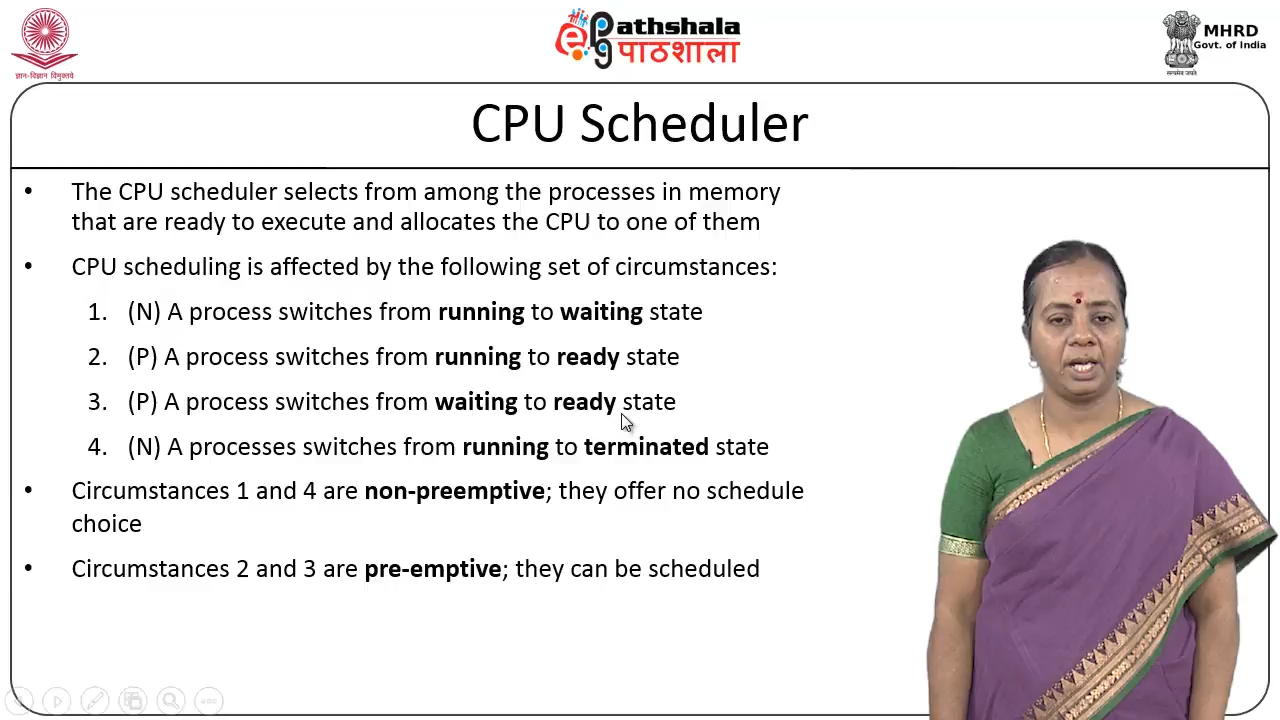 ज्ञान-विज्ञान विमुक्तये
ePG Pathshala
पाठशाला
MHRD
Govt. of India
सत्यमेव जयते
CPU Scheduler
• The CPU scheduler selects from among the processes in memory
that are ready to execute and allocates the CPU to one of them
• CPU scheduling is affected by the following set of circumstances:
1. (N) A process switches from running to waiting state
2. (P) A process switches from running to ready state
3. (P) A process switches from waiting to ready state
4. (N) A processes switches from running to terminated state
• Circumstances 1 and 4 are non-preemptive; they offer no schedule
choice
• Circumstances 2 and 3 are pre-emptive; they can be scheduled